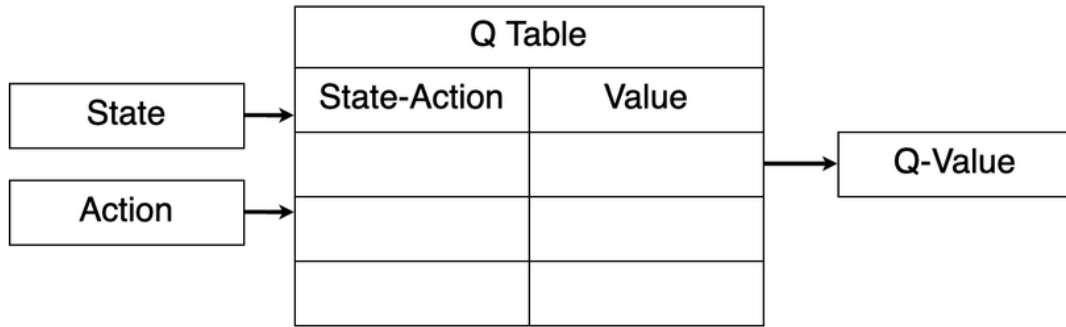 Q Table
State-Action Value
State
Action
Q-Value